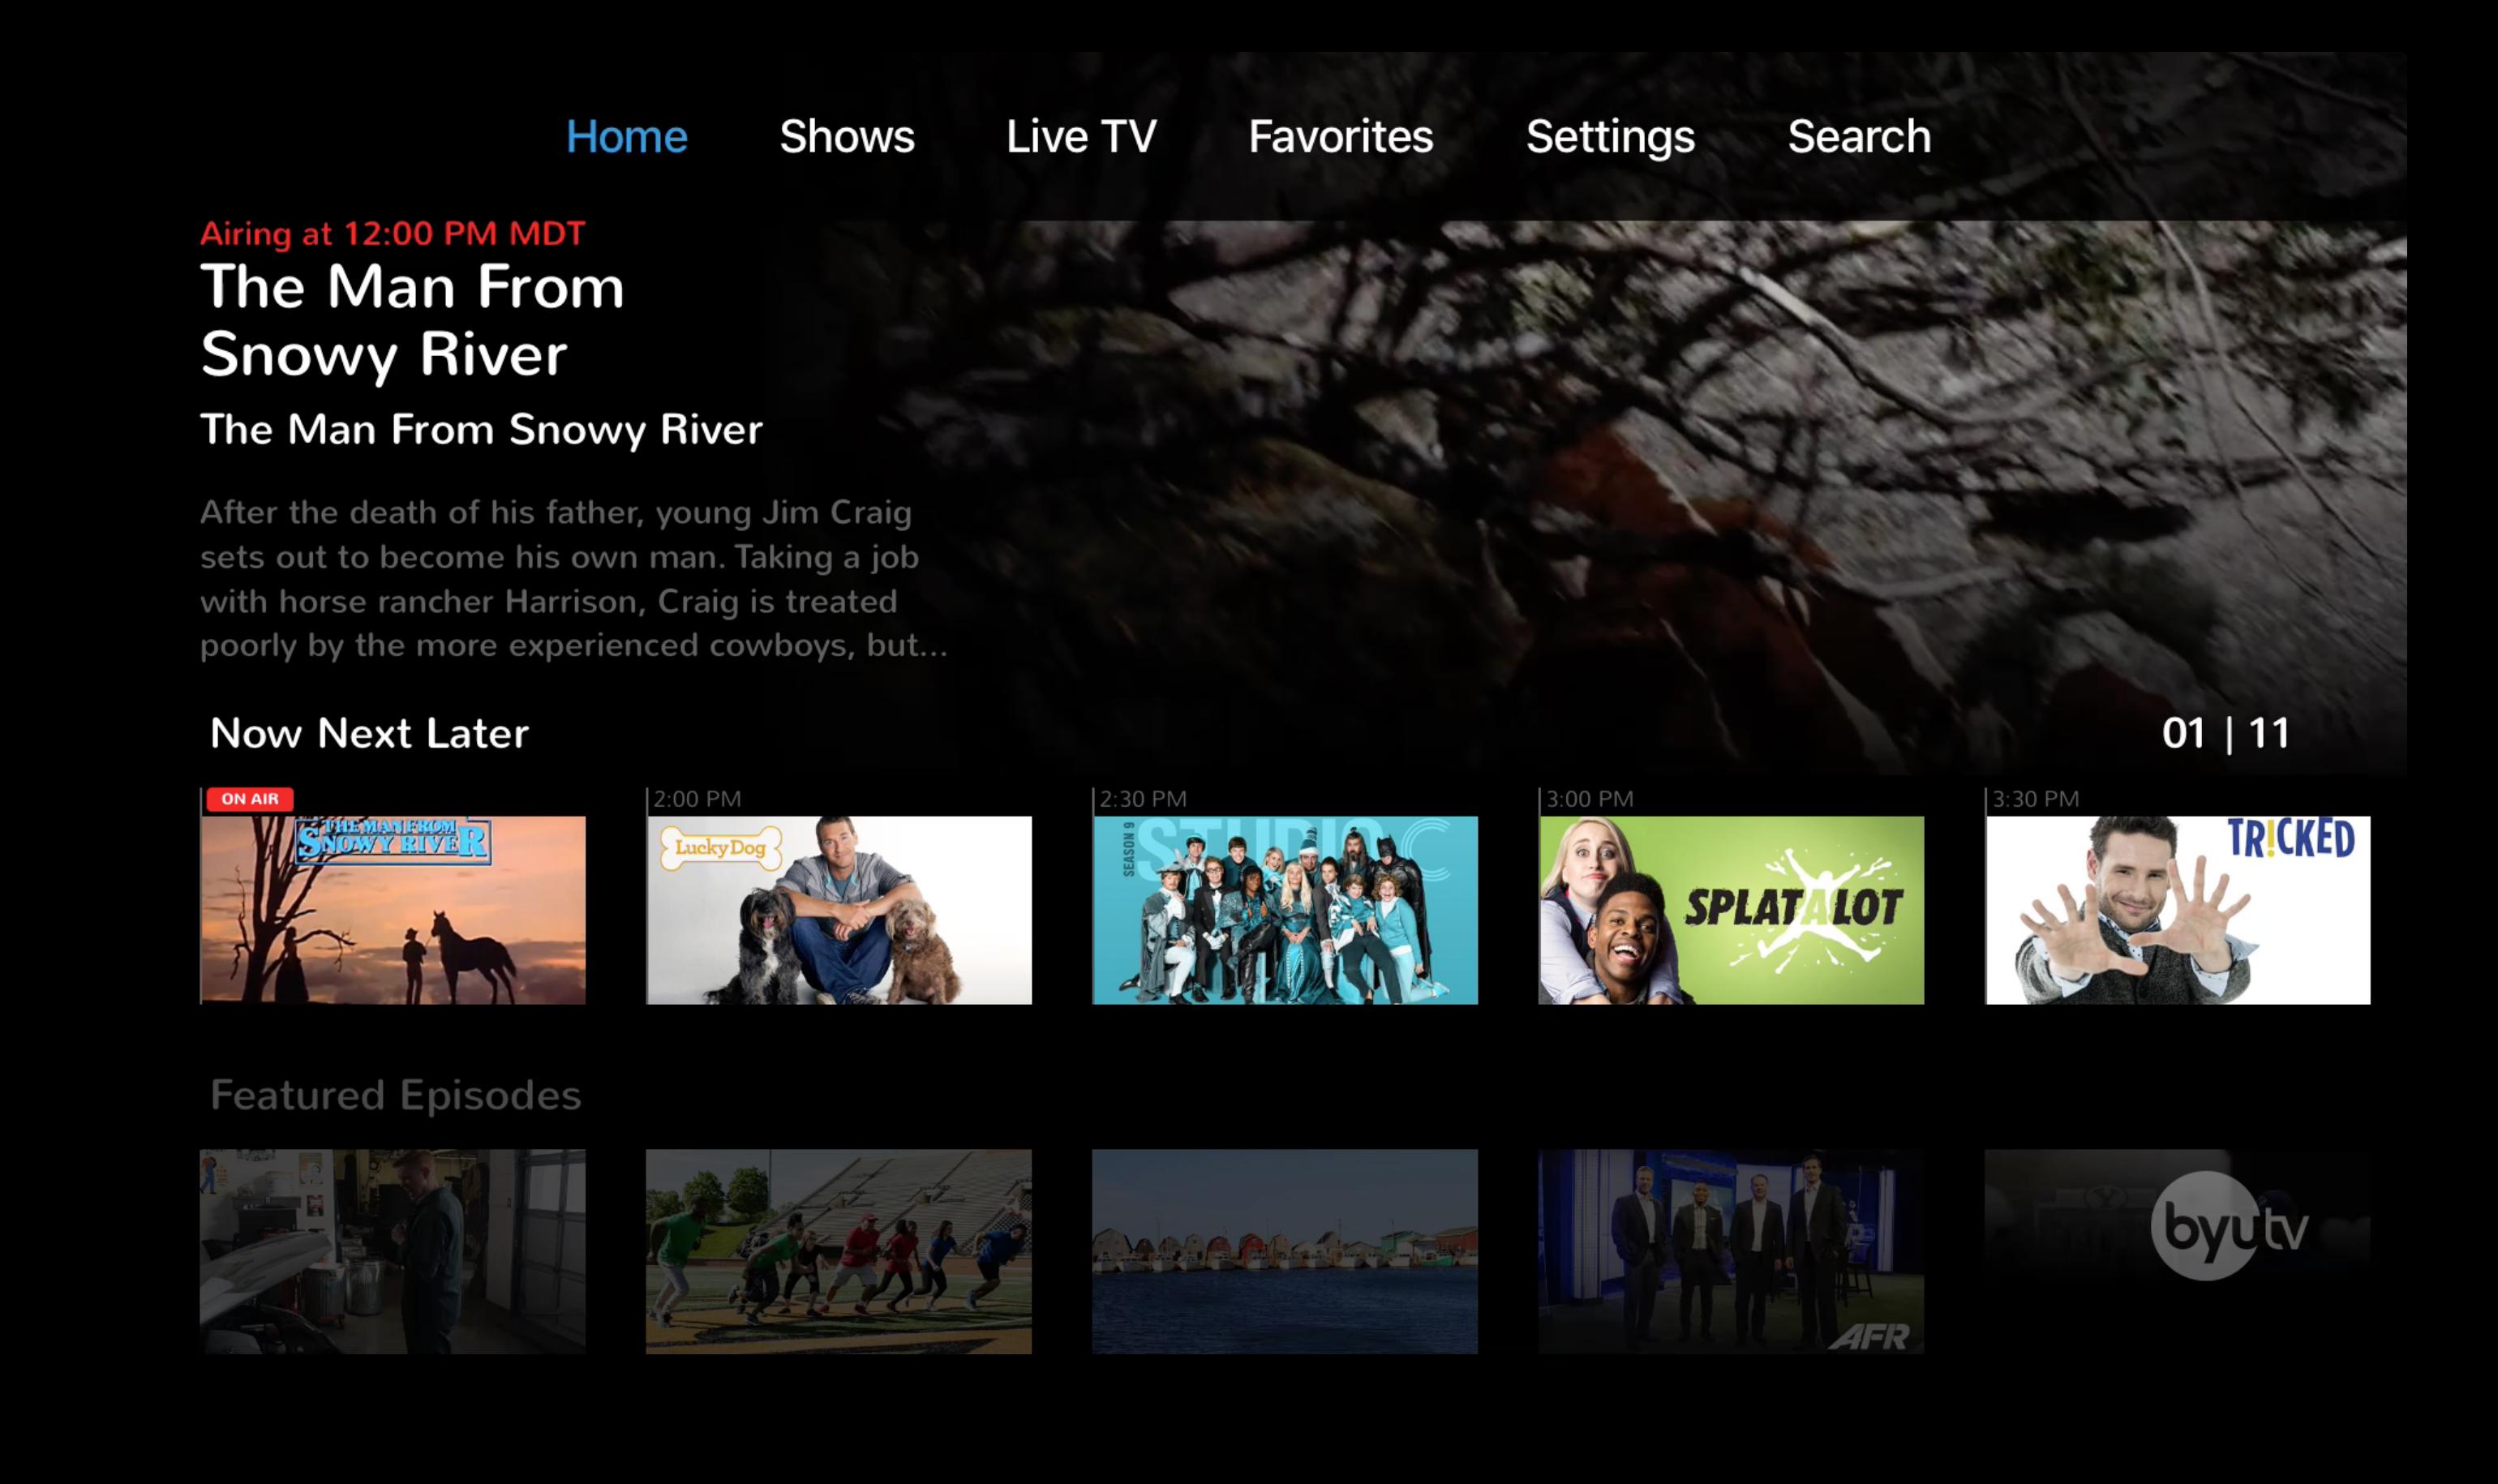 Home Shows Live TV Favorites Settings Search
Airing at 12:00 PM MDT
The Man From
Snowy River
The Man From Snowy River
After the death of his father, young Jim Craig
sets out to become his own man. Taking a job
with horse rancher Harrison, Craig is treated
poorly by the more experienced cowboys, but...
Now Next Later
01 | 11
ON AIR
THE MAN FROM
SNOWY RIVER
2:00 PM
Lucky Dog
2:30 PM
SEASON 9
STUDIO C
3:00 PM
SPLATALOT
3:30 PM
TR!CKED
Featured Episodes
AFR
byutv